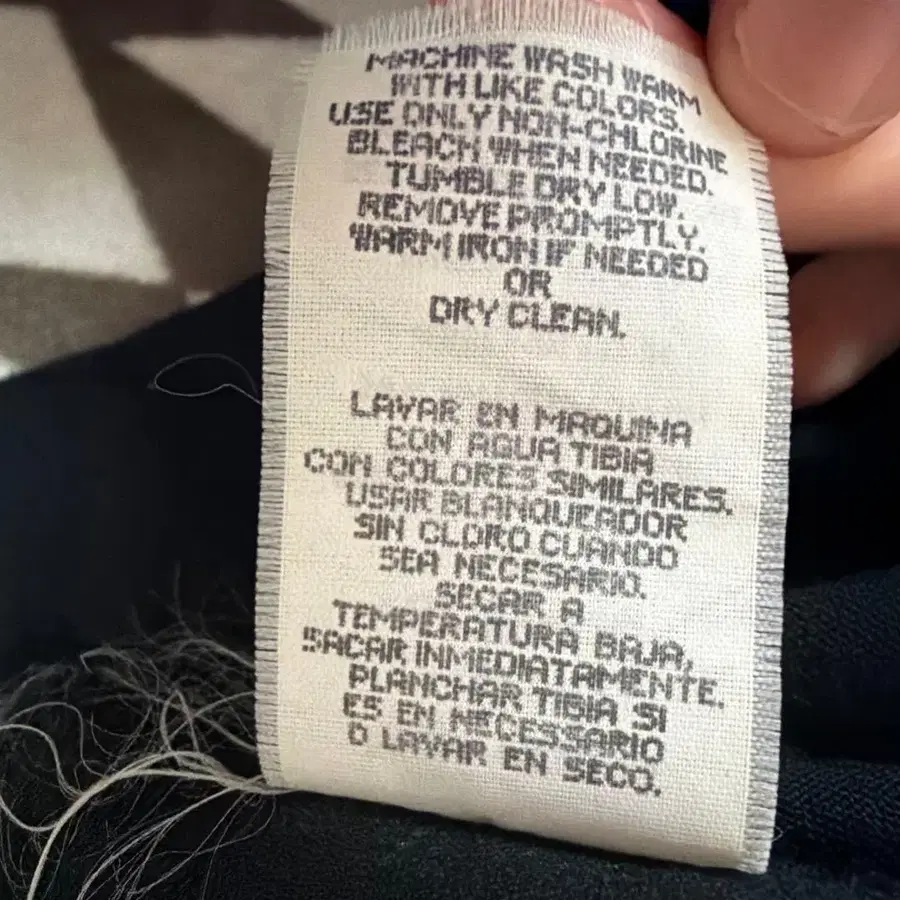 MACHINE WASH WARM
WITH LIKE COLORS.
USE ONLY NON-CHLORINE
BLEACH WHEN NEEDED.
TUMBLE DRY LOW.
REMOVE PROMPTLY.
WARM IRON IF NEEDED
OR
DRY CLEAN.
LAVAR EN MAQUINA
CON AGUA TIBIA
CON COLORES SIMILARES.
USAR BLANQUEADOR
SIN CLORO CUANDO
SEA NECESARIO.
SECAR A
TEMPERATURA BAJA,
SACAR INMEDIATAMENTE.
PLANCHAR TIBIA SI
ES EN NECESSARIO
O LAVAR EN SECO.